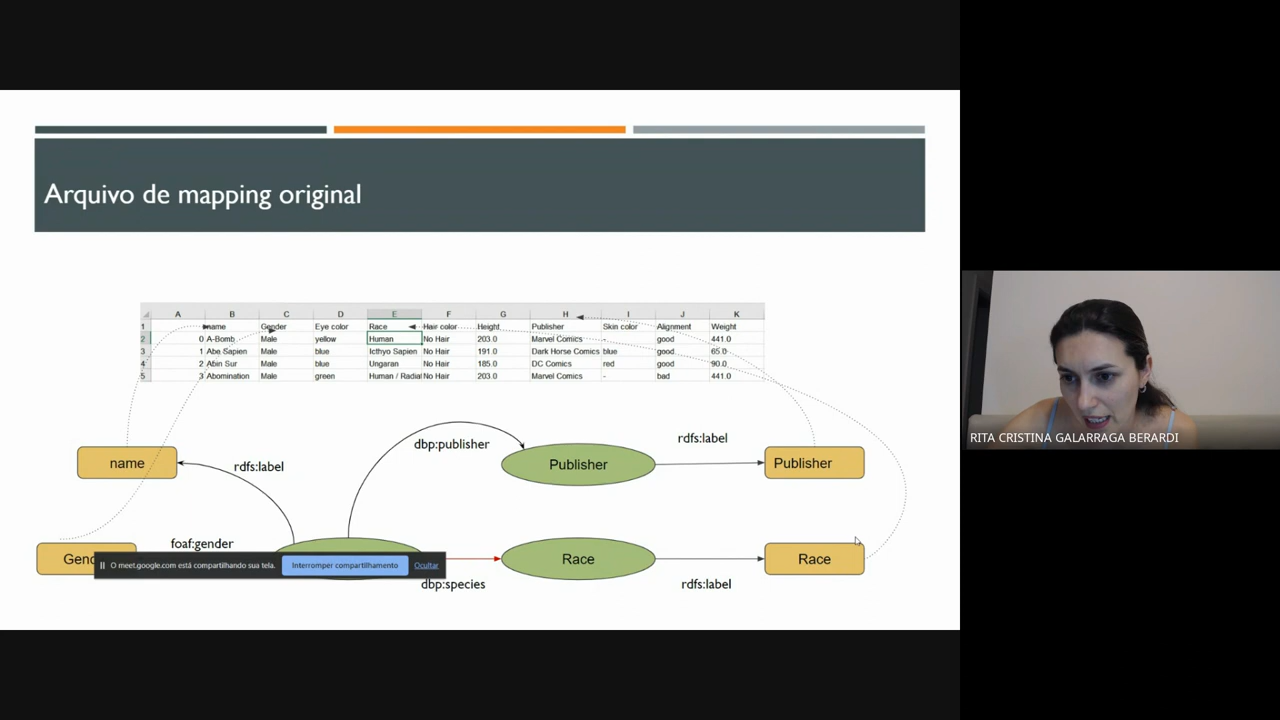 Arquivo de mapping original
A B C D E F G H I J K
1 name Gender Eye color Race Hair color Height Publisher Skin color Alignment Weight
2 0 A-Bomb Male yellow Human No Hair 203.0 Marvel Comics - good 441.0
3 1 Abe Sapien Male blue Icthyo Sapien No Hair 191.0 Dark Horse Comics blue good 65.0
4 2 Abin Sur Male blue Ungaran No Hair 185.0 DC Comics red good 90.0
5 3 Abomination Male green Human / Radiat No Hair 203.0 Marvel Comics - bad 441.0
RITA CRISTINA GALARRAGA BERARDI
dbp:publisher
rdfs:label
name
rdfs:label
Publisher
Publisher
foaf:gender
Gend
O meet.google.com está compartilhando sua tela. Interromper compartilhamento Ocultar
Race
Race
dbp:species
rdfs:label